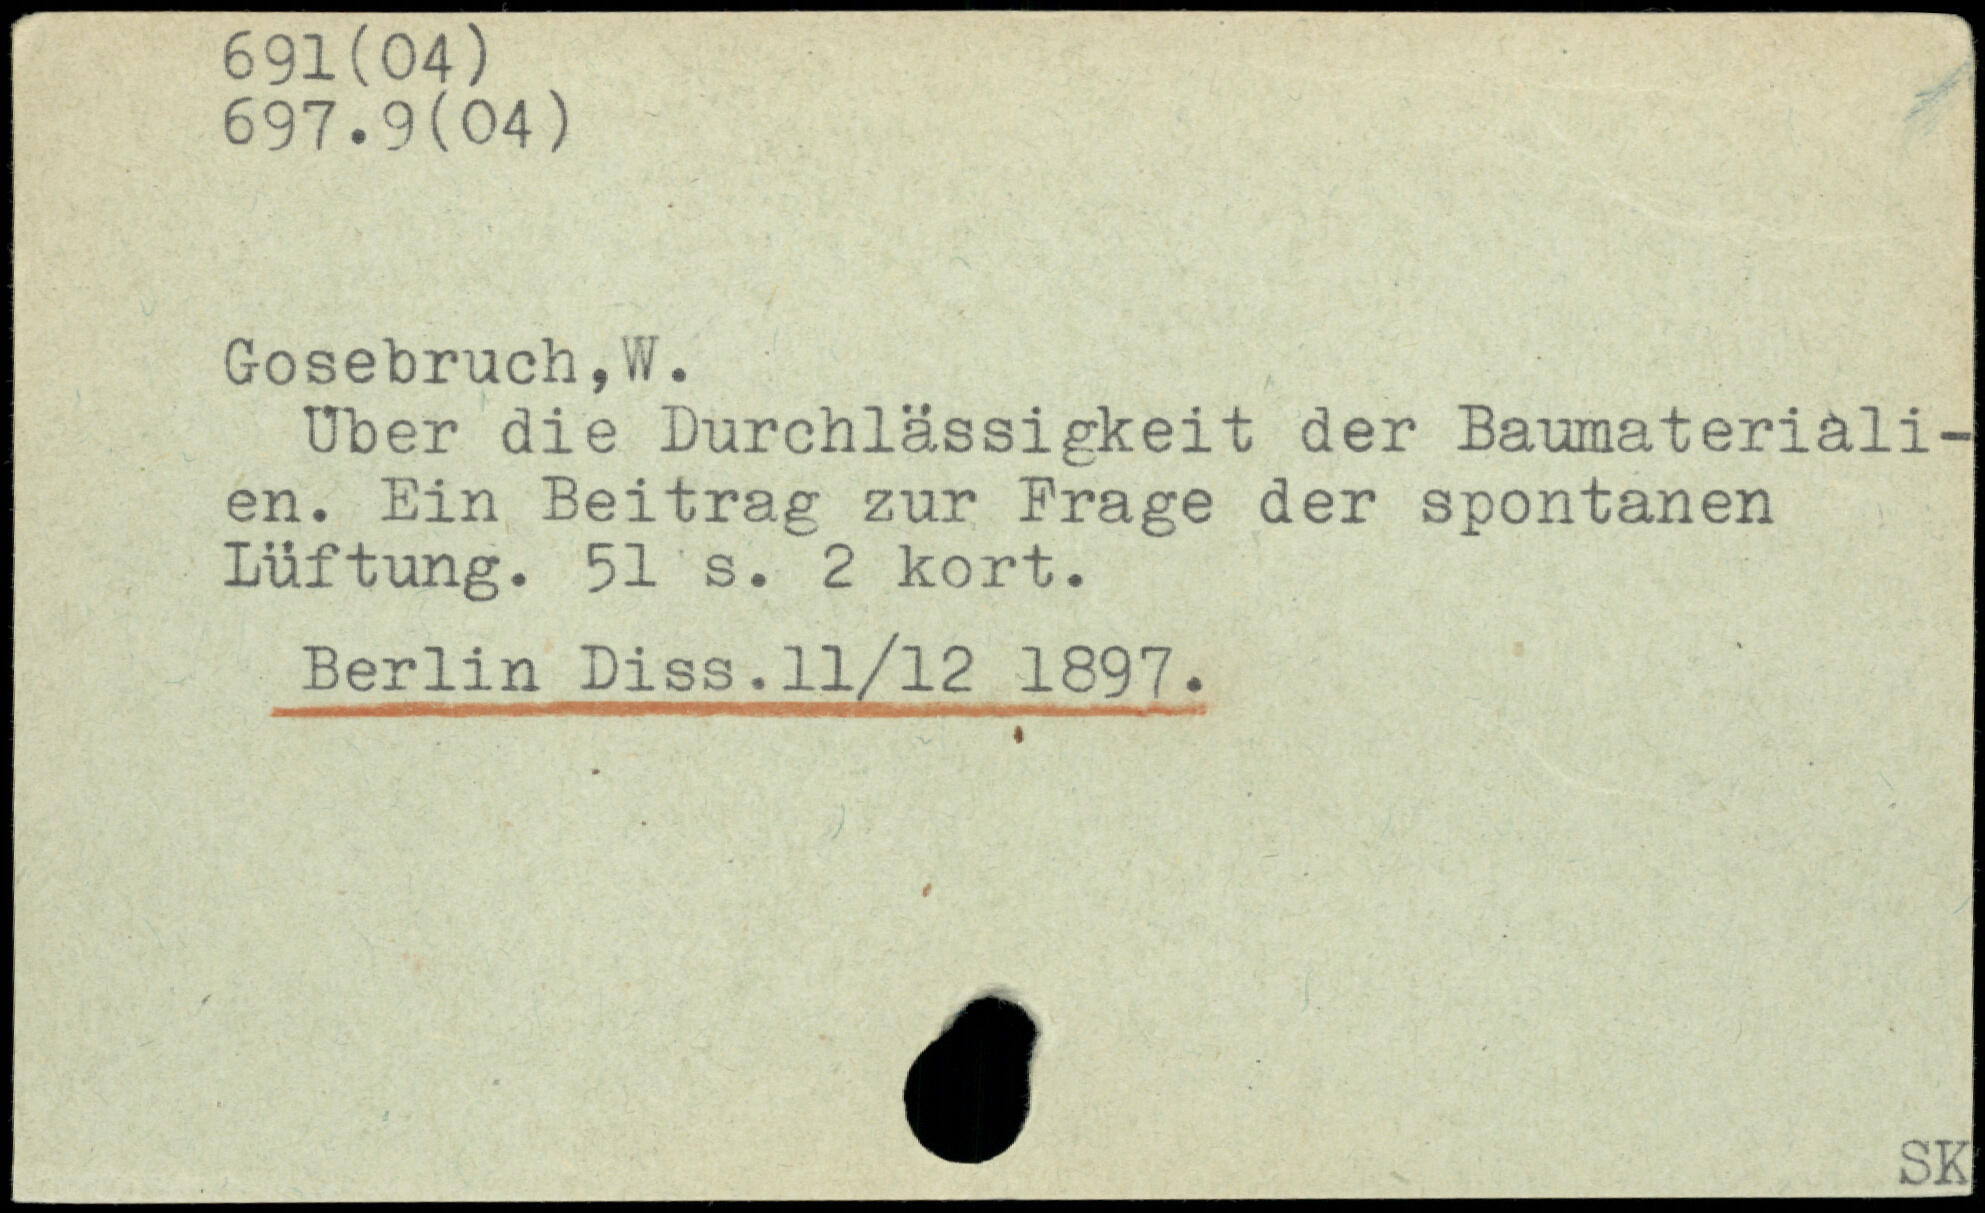 691(04)
697.9(04)
Gosebruch,W.
Über die Durchlässigkeit der Baumateriali-
en. Ein Beitrag zur Frage der spontanen
Lüftung. 51 s. 2 kort.
Berlin Diss.11/12 1897.
SK